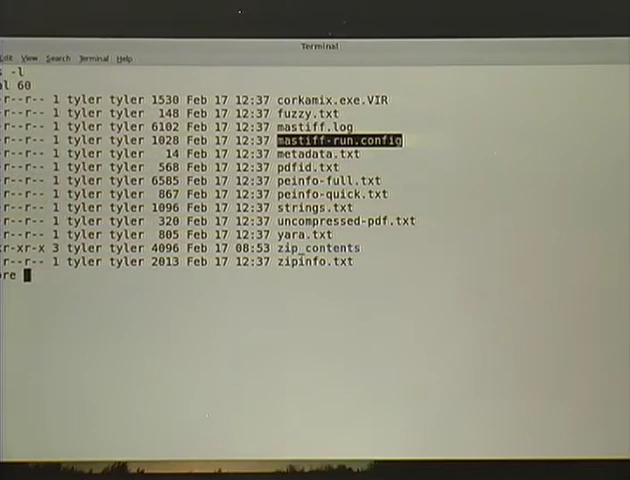 Terminal
Edit View Search Terminal Help
s -l
al 60
-r--r-- 1 tyler tyler 1530 Feb 17 12:37 corkamix.exe.VIR
-r--r-- 1 tyler tyler 148 Feb 17 12:37 fuzzy.txt
-r--r-- 1 tyler tyler 6102 Feb 17 12:37 mastiff.log
-r--r-- 1 tyler tyler 1028 Feb 17 12:37 mastiff-run.config
-r--r-- 1 tyler tyler 14 Feb 17 12:37 metadata.txt
-r--r-- 1 tyler tyler 568 Feb 17 12:37 pdfid.txt
-r--r-- 1 tyler tyler 6585 Feb 17 12:37 peinfo-full.txt
-r--r-- 1 tyler tyler 867 Feb 17 12:37 peinfo-quick.txt
-r--r-- 1 tyler tyler 1096 Feb 17 12:37 strings.txt
-r--r-- 1 tyler tyler 320 Feb 17 12:37 uncompressed-pdf.txt
-r--r-- 1 tyler tyler 805 Feb 17 12:37 yara.txt
xr-xr-x 3 tyler tyler 4096 Feb 17 08:53 zip_contents
-r--r-- 1 tyler tyler 2013 Feb 17 12:37 zipinfo.txt
ore